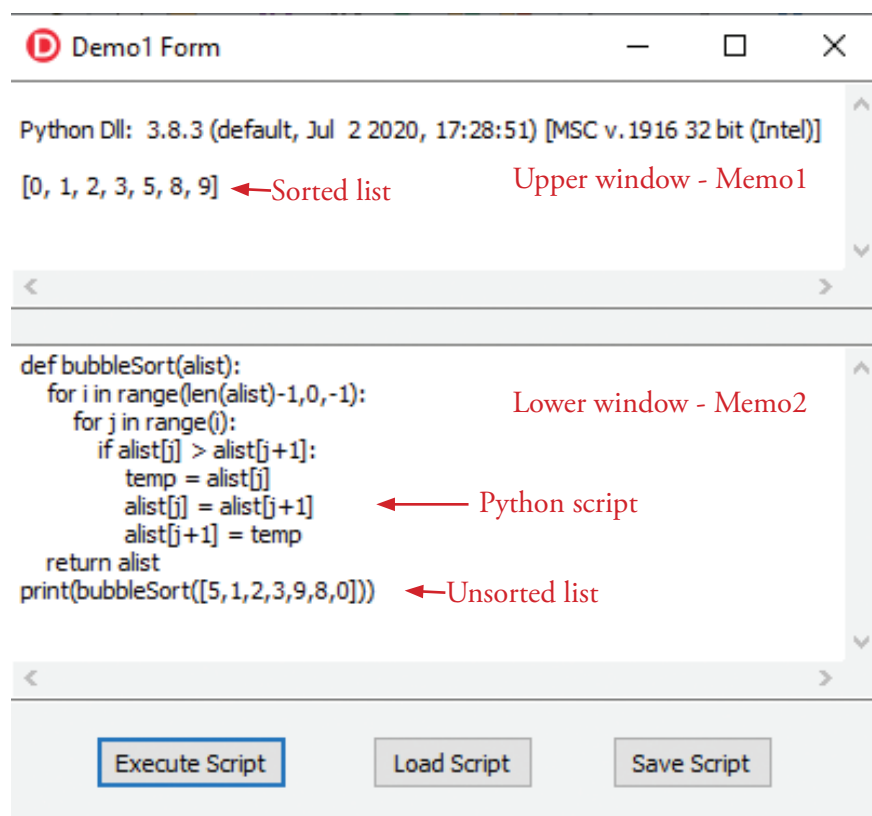 Demo1 Form
Python Dll:  3.8.3 (default, Jul  2 2020, 17:28:51) [MSC v.1916 32 bit (Intel)]
[0, 1, 2, 3, 5, 8, 9] Sorted list Upper window - Memo1
def bubbleSort(alist):
    for i in range(len(alist)-1,0,-1): Lower window - Memo2
        for j in range(i):
            if alist[j] > alist[j+1]:
                temp = alist[j]
                alist[j] = alist[j+1] Python script
                alist[j+1] = temp
    return alist
print(bubbleSort([5,1,2,3,9,8,0])) Unsorted list
Execute Script Load Script Save Script